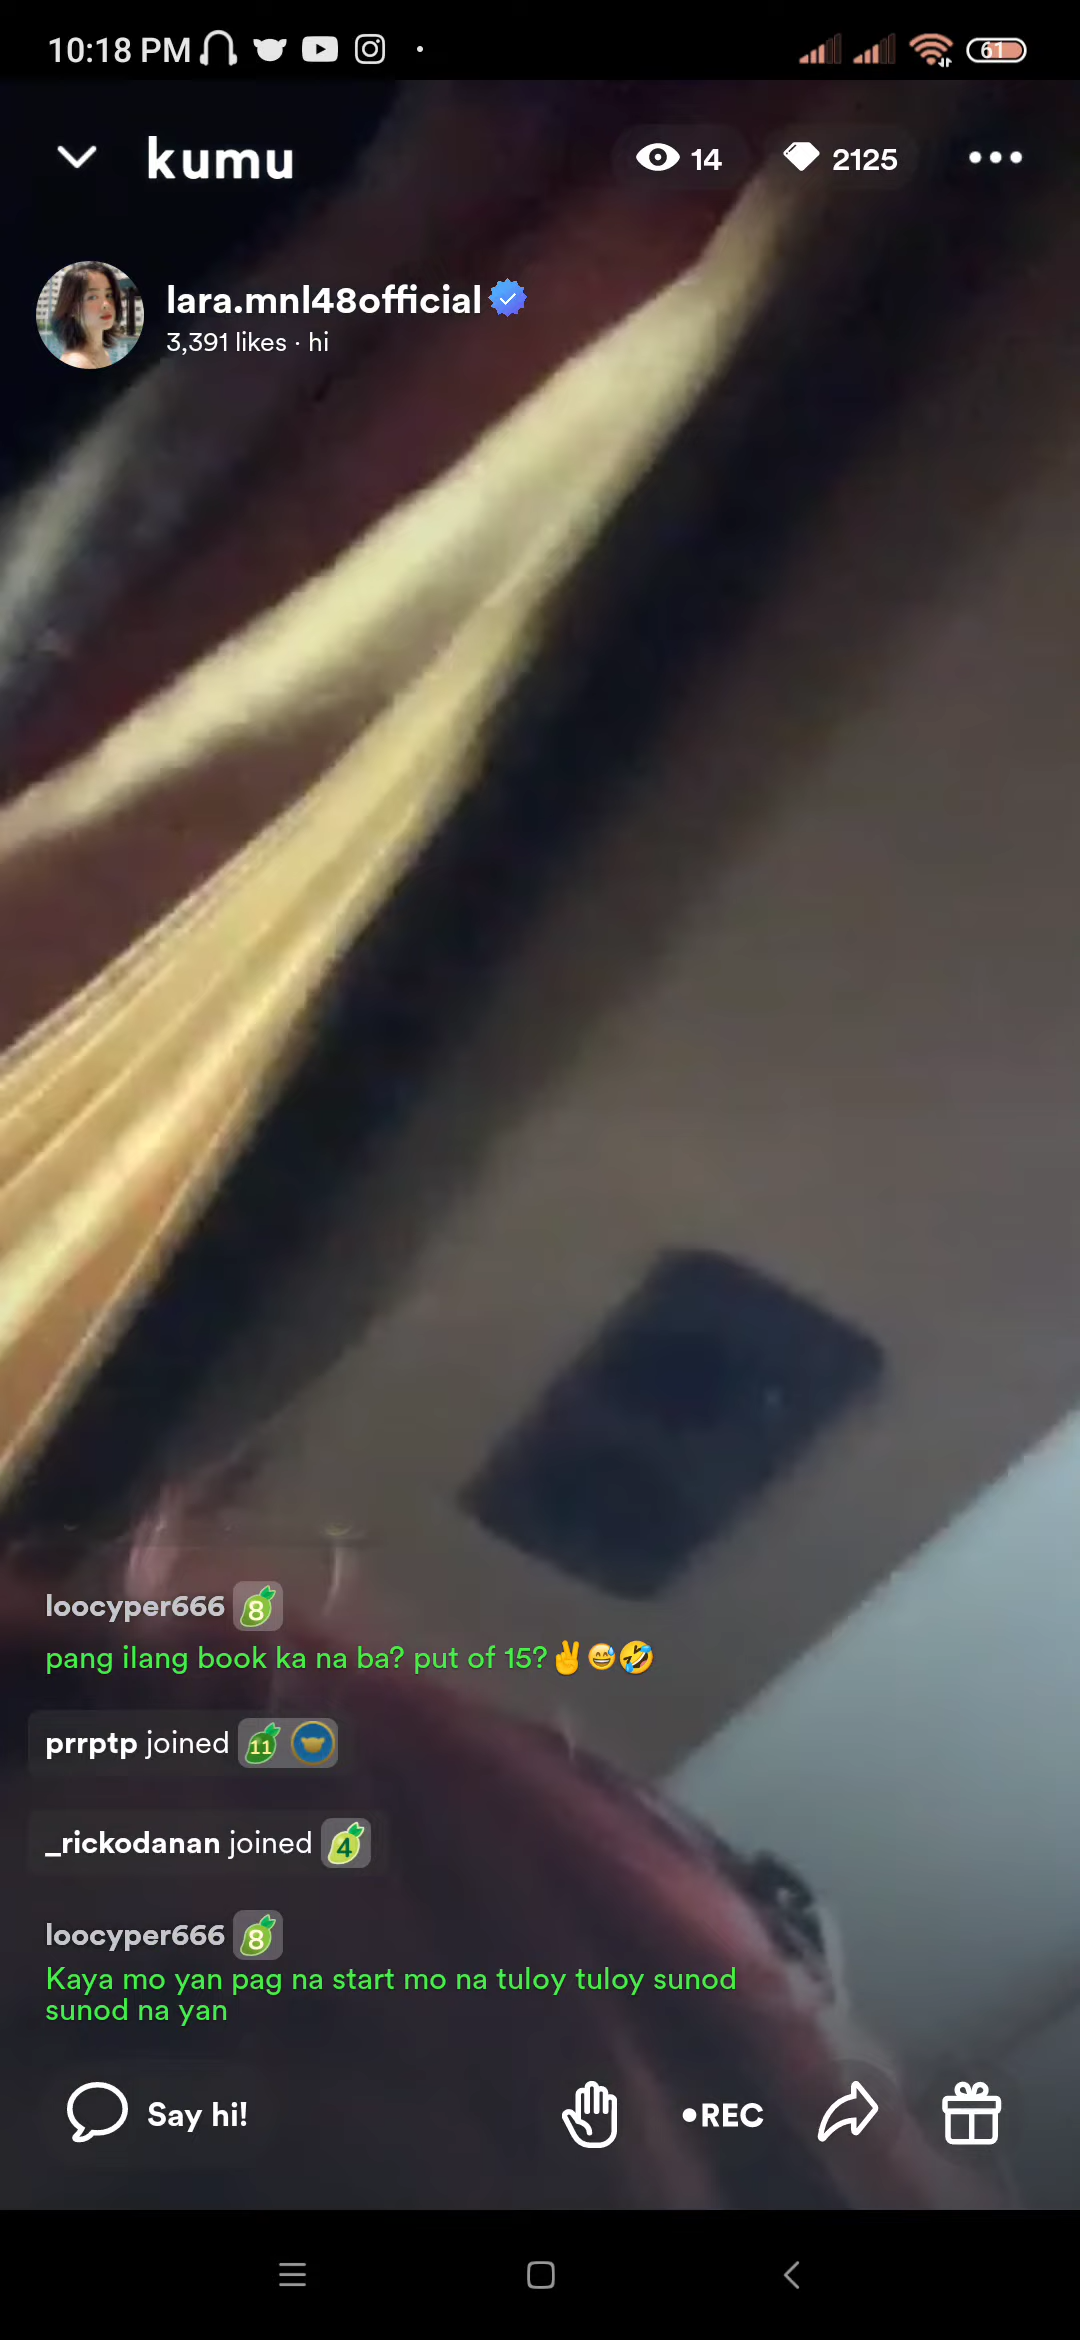 10:18 PM
61
kumu
14
2125
lara.mnl48official
3,391 likes · hi
loocyper666 8
pang ilang book ka na ba? put of 15?✌😅🤣
prrptp joined 11
_rickodanan joined 4
loocyper666 8
Kaya mo yan pag na start mo na tuloy tuloy sunod
sunod na yan
Say hi!
•REC